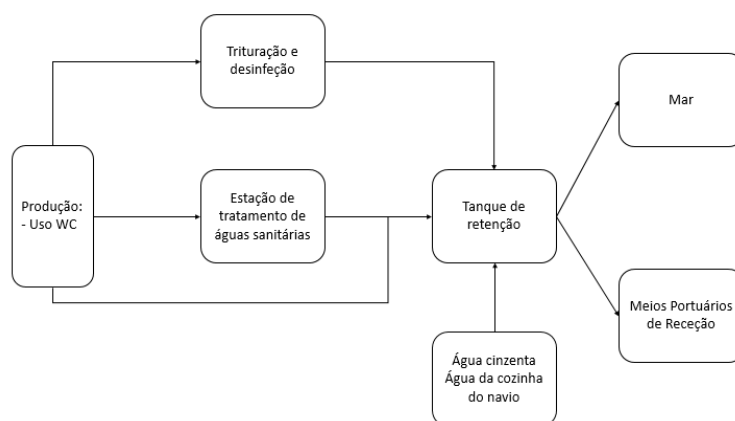 Trituração e
desinfeção
Mar
Produção:
- Uso WC
Estação de
tratamento de
águas sanitárias
Tanque de
retenção
Meios Portuários
de Receção
Água cinzenta
Água da cozinha
do navio